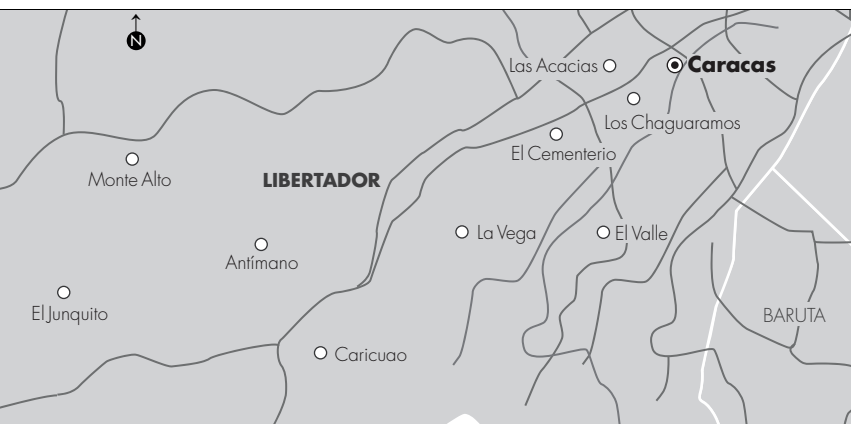 N
Las Acacias
Caracas
Los Chaguaramos
El Cementerio
Monte Alto
LIBERTADOR
La Vega
El Valle
Antímano
El Junquito
BARUTA
Caricuao